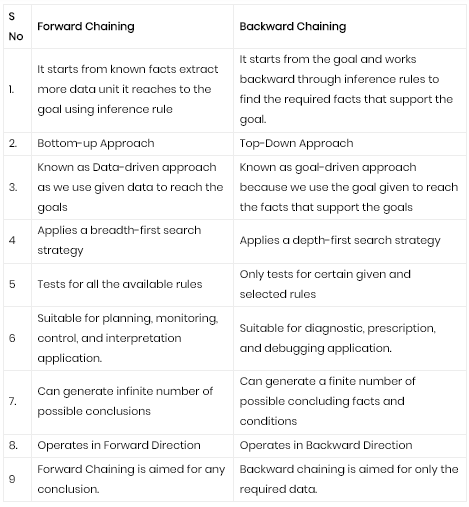 S No Forward Chaining Backward Chaining
1. It starts from known facts extract more data unit it reaches to the goal using inference rule It starts from the goal and works backward through inference rules to find the required facts that support the goal.
2. Bottom-up Approach Top-Down Approach
3. Known as Data-driven approach as we use given data to reach the goals Known as goal-driven approach because we use the goal given to reach the facts that support the goals
4 Applies a breadth-first search strategy Applies a depth-first search strategy
5 Tests for all the available rules Only tests for certain given and selected rules
6 Suitable for planning, monitoring, control, and interpretation application. Suitable for diagnostic, prescription, and debugging application.
7. Can generate infinite number of possible conclusions Can generate a finite number of possible concluding facts and conditions
8. Operates in Forward Direction Operates in Backward Direction
9 Forward Chaining is aimed for any conclusion. Backward chaining is aimed for only the required data.